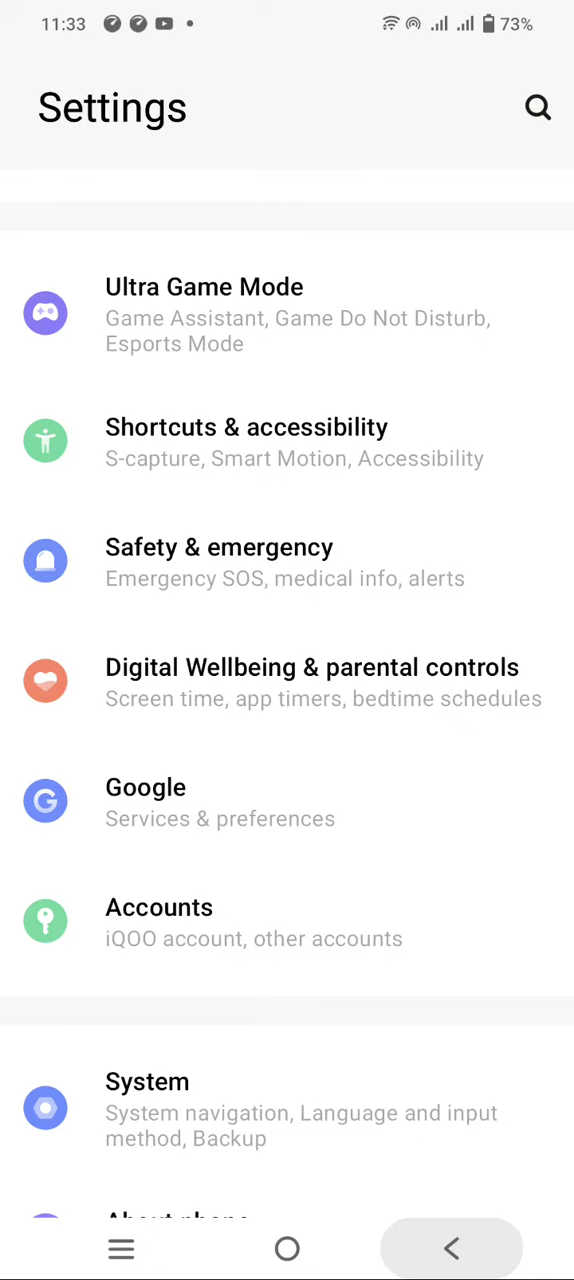 11:33 73%
Settings
Ultra Game Mode
Game Assistant, Game Do Not Disturb,
Esports Mode
Shortcuts & accessibility
S-capture, Smart Motion, Accessibility
Safety & emergency
Emergency SOS, medical info, alerts
Digital Wellbeing & parental controls
Screen time, app timers, bedtime schedules
Google
Services & preferences
Accounts
iQOO account, other accounts
System
System navigation, Language and input
method, Backup
About phone